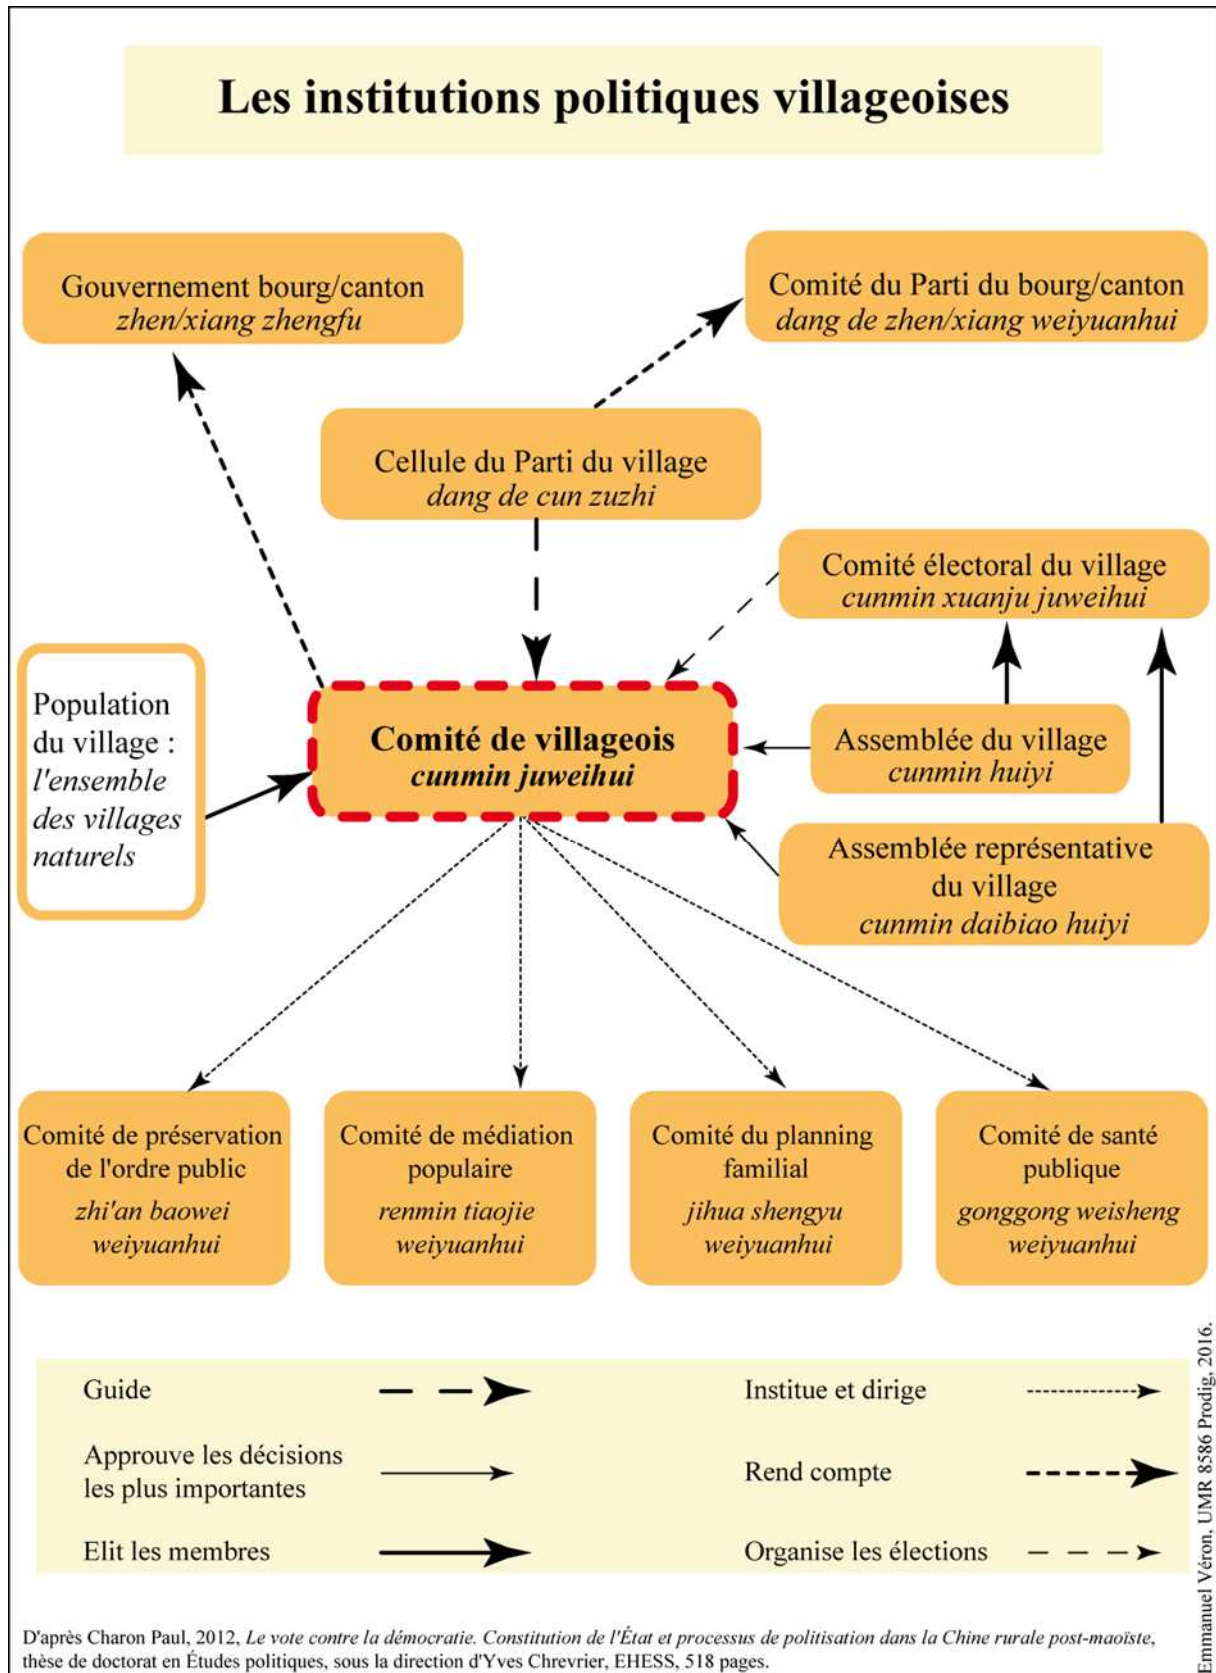 Les institutions politiques villageoises
Gouvernement bourg/canton
zhen/xiang zhengfu
Comité du Parti du bourg/canton
dang de zhen/xiang weiyuanhui
Cellule du Parti du village
dang de cun zuzhi
Comité électoral du village
cunmin xuanju juweihui
Population
du village :
l'ensemble
des villages
naturels
Comité de villageois
cunmin juweihui
Assemblée du village
cunmin huiyi
Assemblée représentative
du village
cunmin daibiao huiyi
Comité de préservation
de l'ordre public
zhi'an baowei
weiyuanhui
Comité de médiation
populaire
renmin tiaojie
weiyuanhui
Comité du planning
familial
jihua shengyu
weiyuanhui
Comité de santé
publique
gonggong weisheng
weiyuanhui
Guide
Approuve les décisions
les plus importantes
Elit les membres
Institue et dirige
Rend compte
Organise les élections
Emmanuel Véron, UMR 8586 Prodig, 2016.
D'après Charon Paul, 2012, Le vote contre la démocratie. Constitution de l'État et processus de politisation dans la Chine rurale post-maoïste,
thèse de doctorat en Études politiques, sous la direction d'Yves Chrevrier, EHESS, 518 pages.